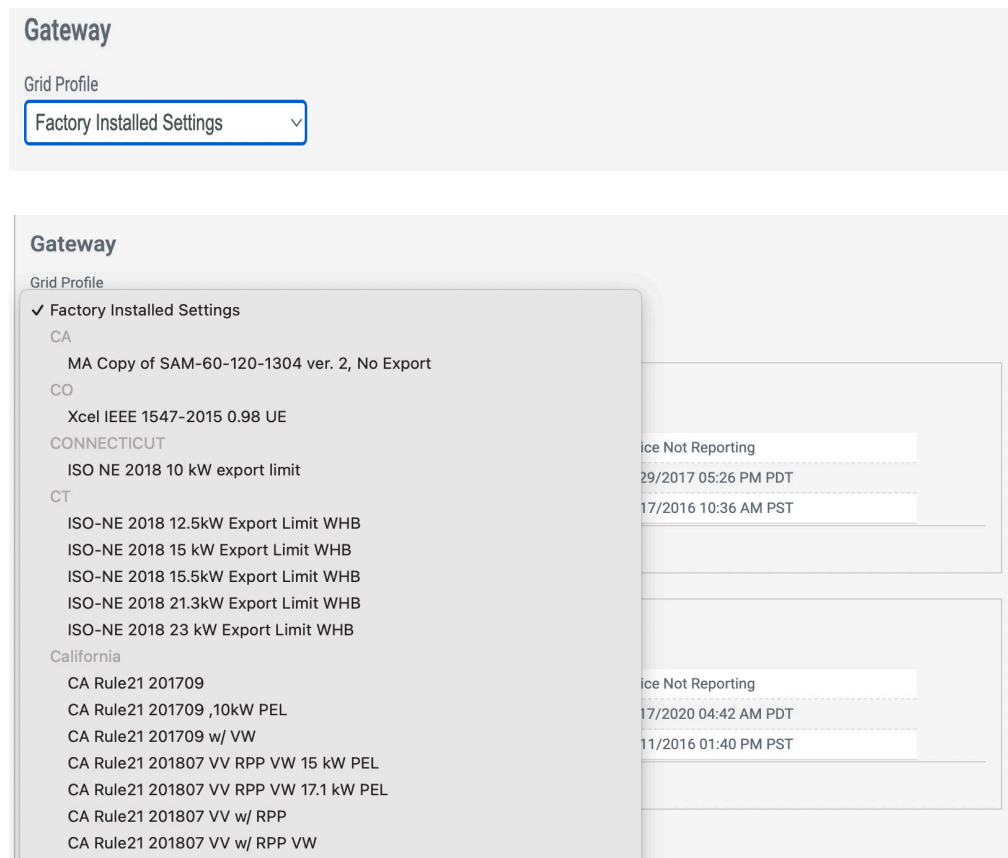 Gateway
Grid Profile
Factory Installed Settings
Gateway
Grid Profile
✓ Factory Installed Settings
CA
MA Copy of SAM-60-120-1304 ver. 2, No Export
CO
Xcel IEEE 1547-2015 0.98 UE
CONNECTICUT
ISO NE 2018 10 kW export limit
ice Not Reporting
CT
29/2017 05:26 PM PDT
17/2016 10:36 AM PST
ISO-NE 2018 12.5kW Export Limit WHB
ISO-NE 2018 15 kW Export Limit WHB
ISO-NE 2018 15.5kW Export Limit WHB
ISO-NE 2018 21.3kW Export Limit WHB
ISO-NE 2018 23 kW Export Limit WHB
California
CA Rule21 201709
ice Not Reporting
CA Rule21 201709 ,10kW PEL
17/2020 04:42 AM PDT
CA Rule21 201709 w/ VW
11/2016 01:40 PM PST
CA Rule21 201807 VV RPP VW 15 kW PEL
CA Rule21 201807 VV RPP VW 17.1 kW PEL
CA Rule21 201807 VV w/ RPP
CA Rule21 201807 VV w/ RPP VW